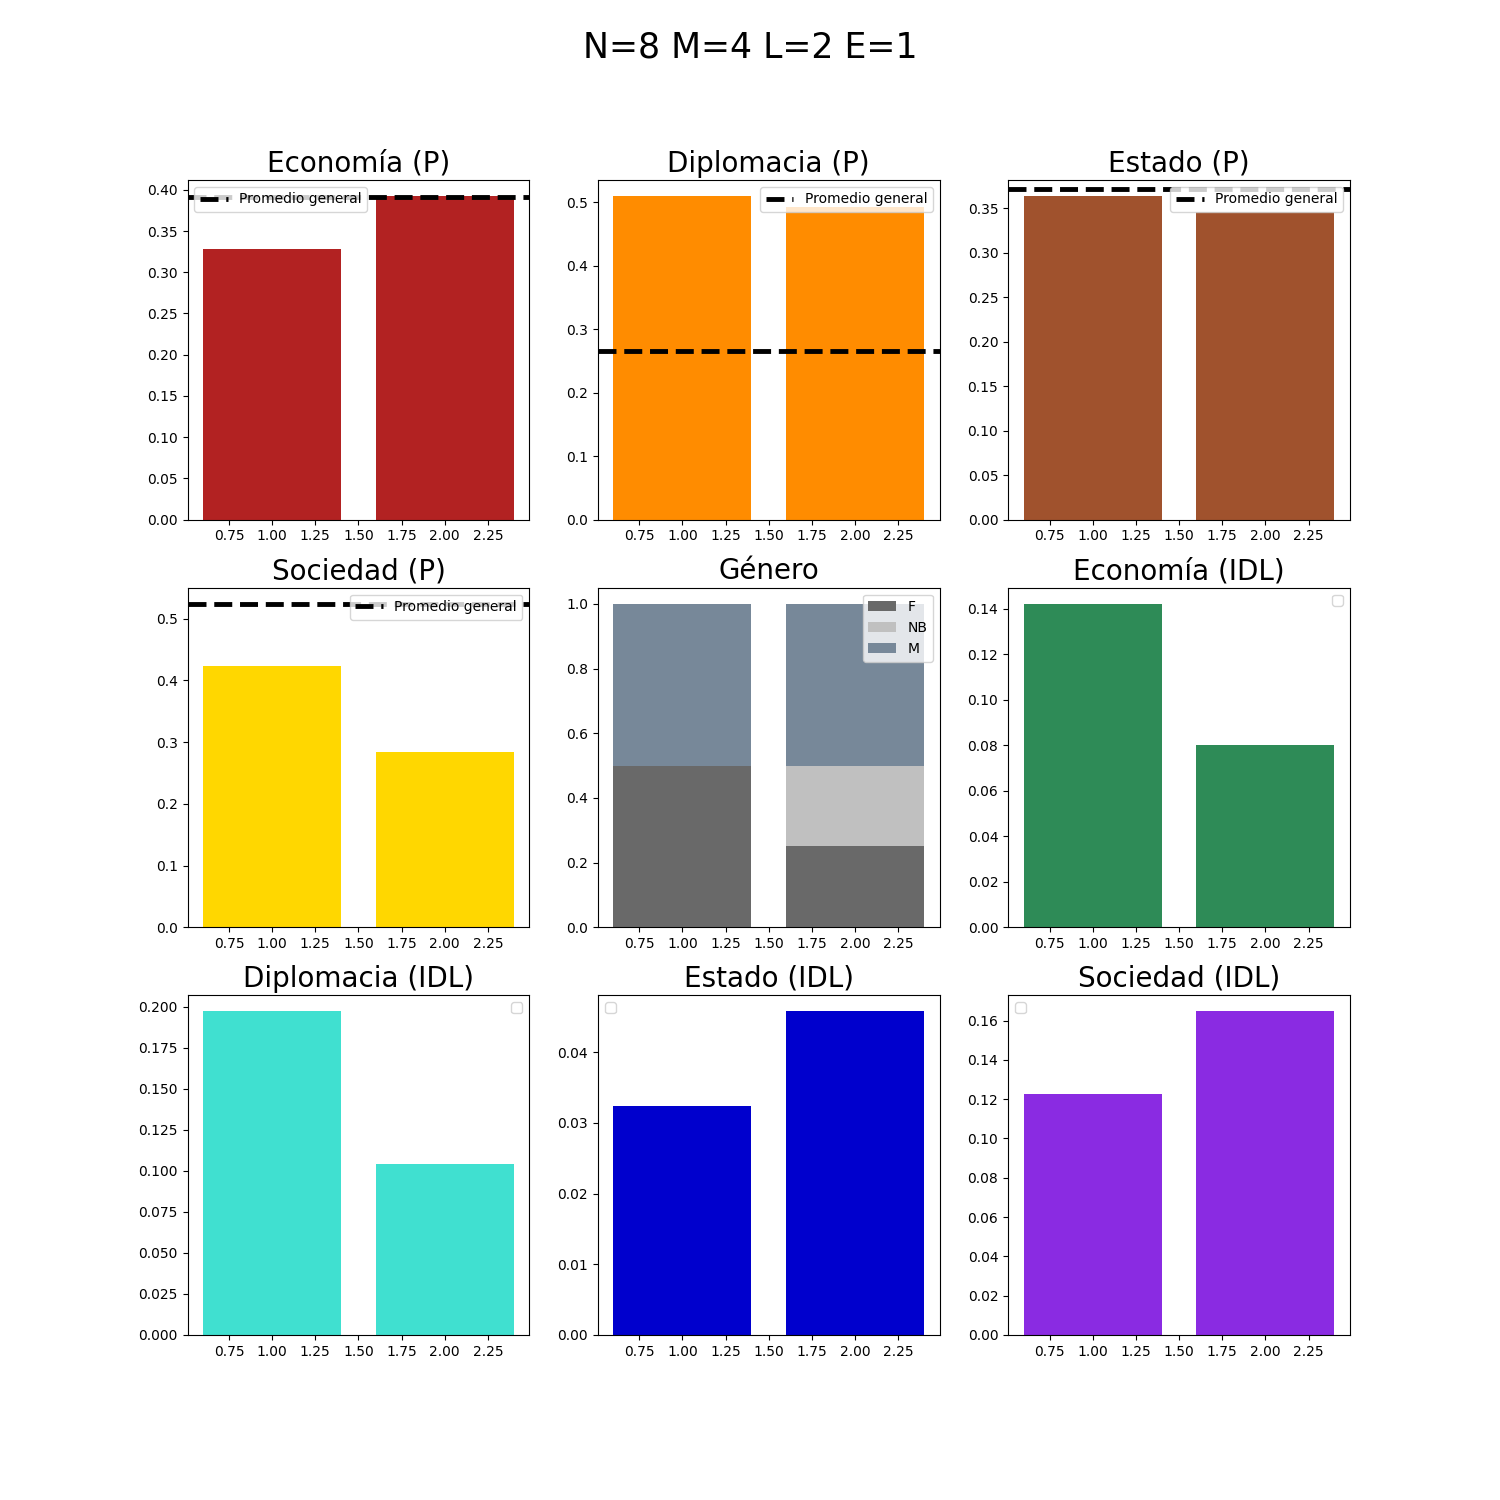 N=8 M=4 L=2 E=1
Economía (P)
Promedio general
0.40
0.35
0.30
0.25
0.20
0.15
0.10
0.05
0.00
0.75 1.00 1.25 1.50 1.75 2.00 2.25
Diplomacia (P)
Promedio general
0.5
0.4
0.3
0.2
0.1
0.0
0.75 1.00 1.25 1.50 1.75 2.00 2.25
Estado (P)
Promedio general
0.35
0.30
0.25
0.20
0.15
0.10
0.05
0.00
0.75 1.00 1.25 1.50 1.75 2.00 2.25
Sociedad (P)
Promedio general
0.5
0.4
0.3
0.2
0.1
0.0
0.75 1.00 1.25 1.50 1.75 2.00 2.25
Género
F
NB
M
1.0
0.8
0.6
0.4
0.2
0.0
0.75 1.00 1.25 1.50 1.75 2.00 2.25
Economía (IDL)
0.14
0.12
0.10
0.08
0.06
0.04
0.02
0.00
0.75 1.00 1.25 1.50 1.75 2.00 2.25
Diplomacia (IDL)
0.200
0.175
0.150
0.125
0.100
0.075
0.050
0.025
0.000
0.75 1.00 1.25 1.50 1.75 2.00 2.25
Estado (IDL)
0.04
0.03
0.02
0.01
0.00
0.75 1.00 1.25 1.50 1.75 2.00 2.25
Sociedad (IDL)
0.16
0.14
0.12
0.10
0.08
0.06
0.04
0.02
0.00
0.75 1.00 1.25 1.50 1.75 2.00 2.25